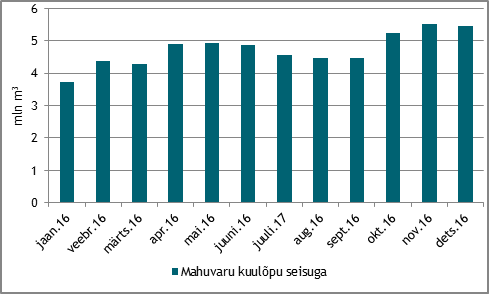 6
5
4
3
2
1
0
mln m³
jaan.16 veebr.16 märts.16 apr.16 mai.16 juuni.16 juuli.17 aug.16 sept.16 okt.16 nov.16 dets.16
Mahuvaru kuulõpu seisuga